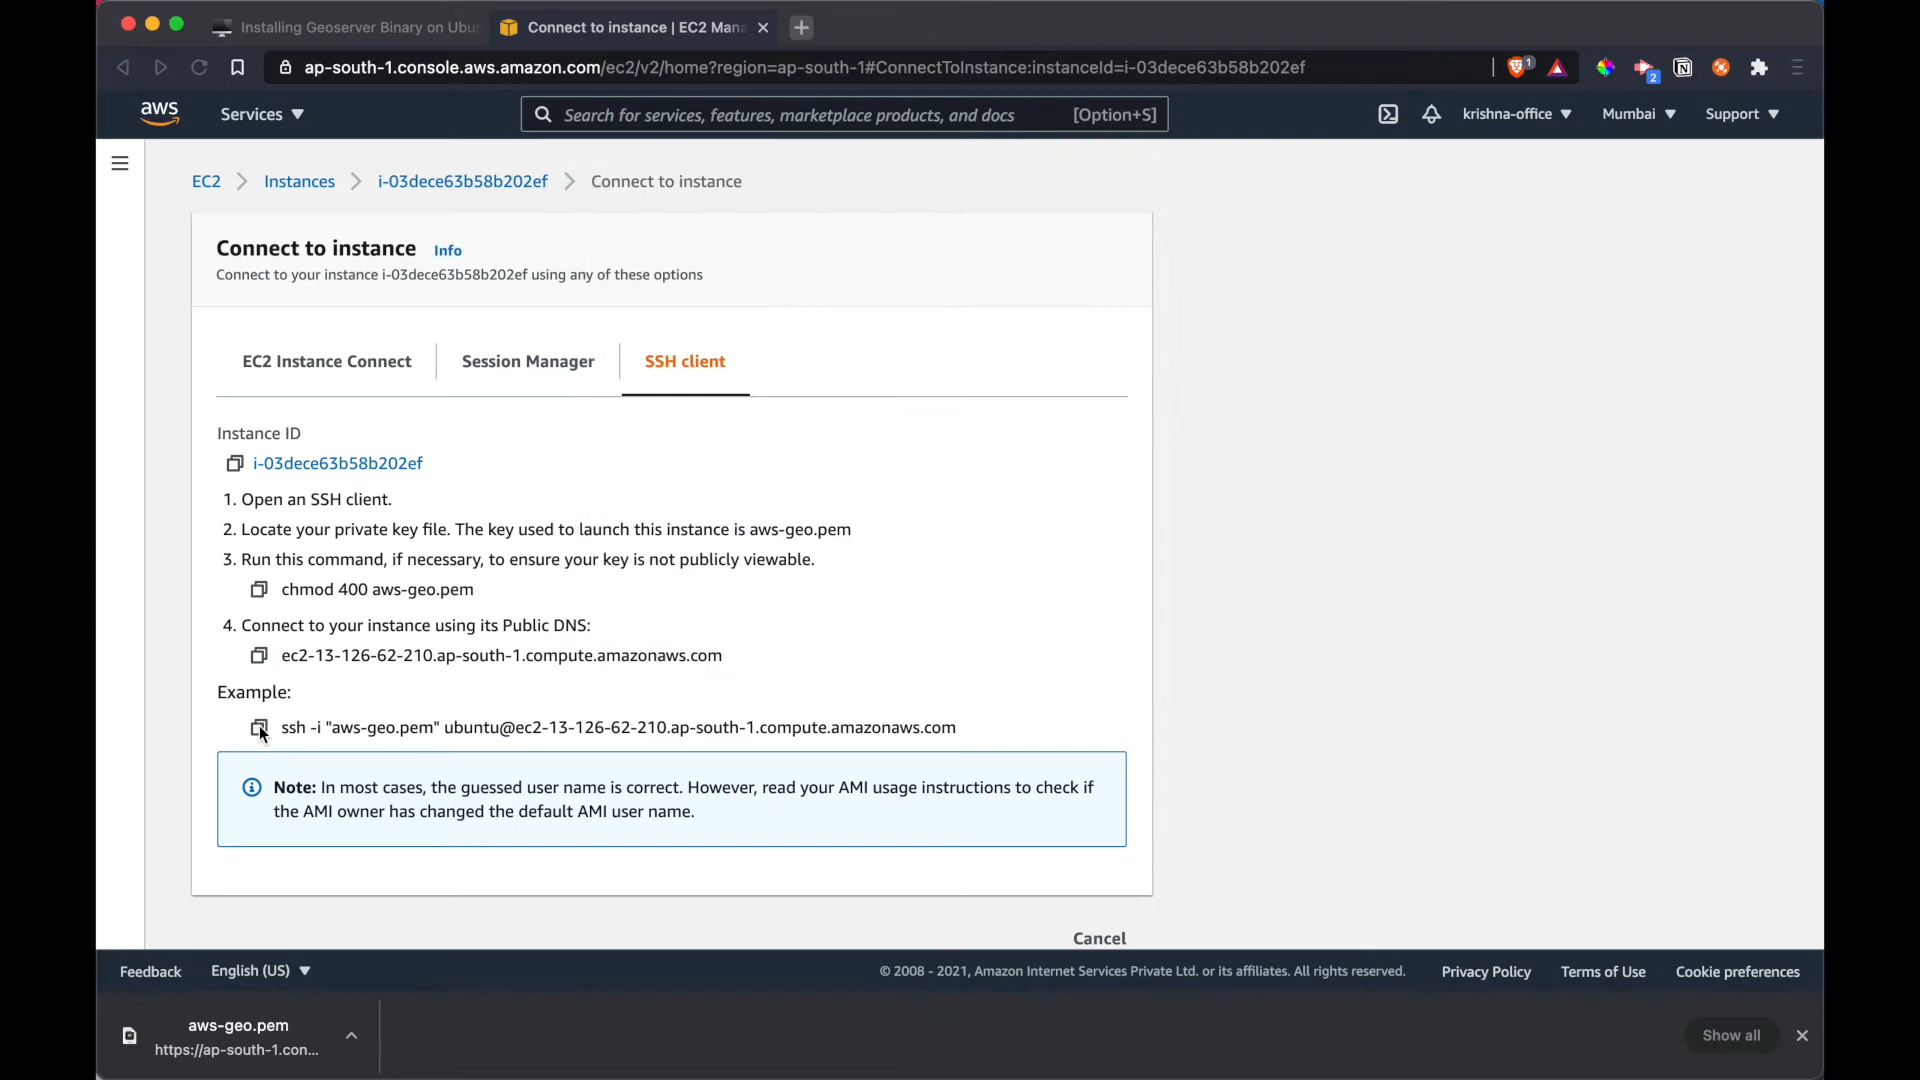 Installing Geoserver Binary on Ubun
Connect to instance | EC2 Mana
ap-south-1.console.aws.amazon.com/ec2/v2/home?region=ap-south-1#ConnectToInstance:instanceId=i-03dece63b58b202ef
1
2
aws
Services
Search for services, features, marketplace products, and docs
[Option+S]
krishna-office
Mumbai
Support
EC2
Instances
i-03dece63b58b202ef
Connect to instance
Connect to instance Info
Connect to your instance i-03dece63b58b202ef using any of these options
EC2 Instance Connect
Session Manager
SSH client
Instance ID
i-03dece63b58b202ef
1. Open an SSH client.
2. Locate your private key file. The key used to launch this instance is aws-geo.pem
3. Run this command, if necessary, to ensure your key is not publicly viewable.
chmod 400 aws-geo.pem
4. Connect to your instance using its Public DNS:
ec2-13-126-62-210.ap-south-1.compute.amazonaws.com
Example:
ssh -i "aws-geo.pem" ubuntu@ec2-13-126-62-210.ap-south-1.compute.amazonaws.com
Note: In most cases, the guessed user name is correct. However, read your AMI usage instructions to check if
the AMI owner has changed the default AMI user name.
Cancel
Feedback
English (US)
© 2008 - 2021, Amazon Internet Services Private Ltd. or its affiliates. All rights reserved.
Privacy Policy
Terms of Use
Cookie preferences
aws-geo.pem
https://ap-south-1.con...
Show all